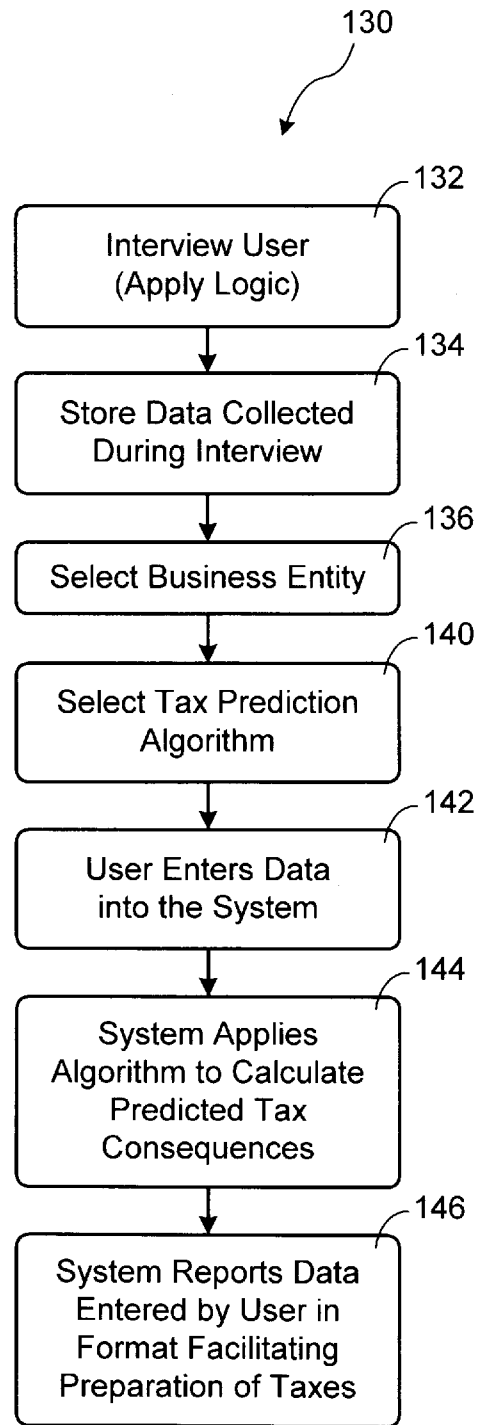 130
132
Interview User
(Apply Logic)
134
Store Data Collected
During Interview
136
Select Business Entity
140
Select Tax Prediction
Algorithm
142
User Enters Data
into the System
144
System Applies
Algorithm to Calculate
Predicted Tax
Consequences
146
System Reports Data
Entered by User in
Format Facilitating
Preparation of Taxes